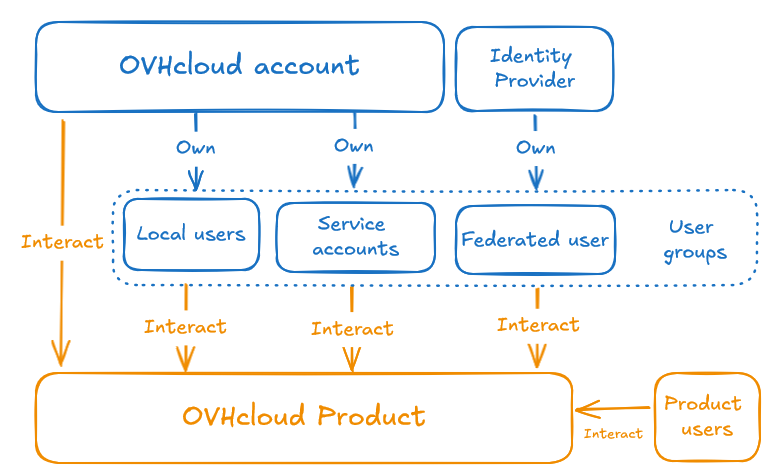 OVHcloud account
Identity
Provider
Own
Own
Own
Local users
Service
accounts
Federated user
User
groups
Interact
Interact
Interact
Interact
OVHcloud Product
Interact
Product
users